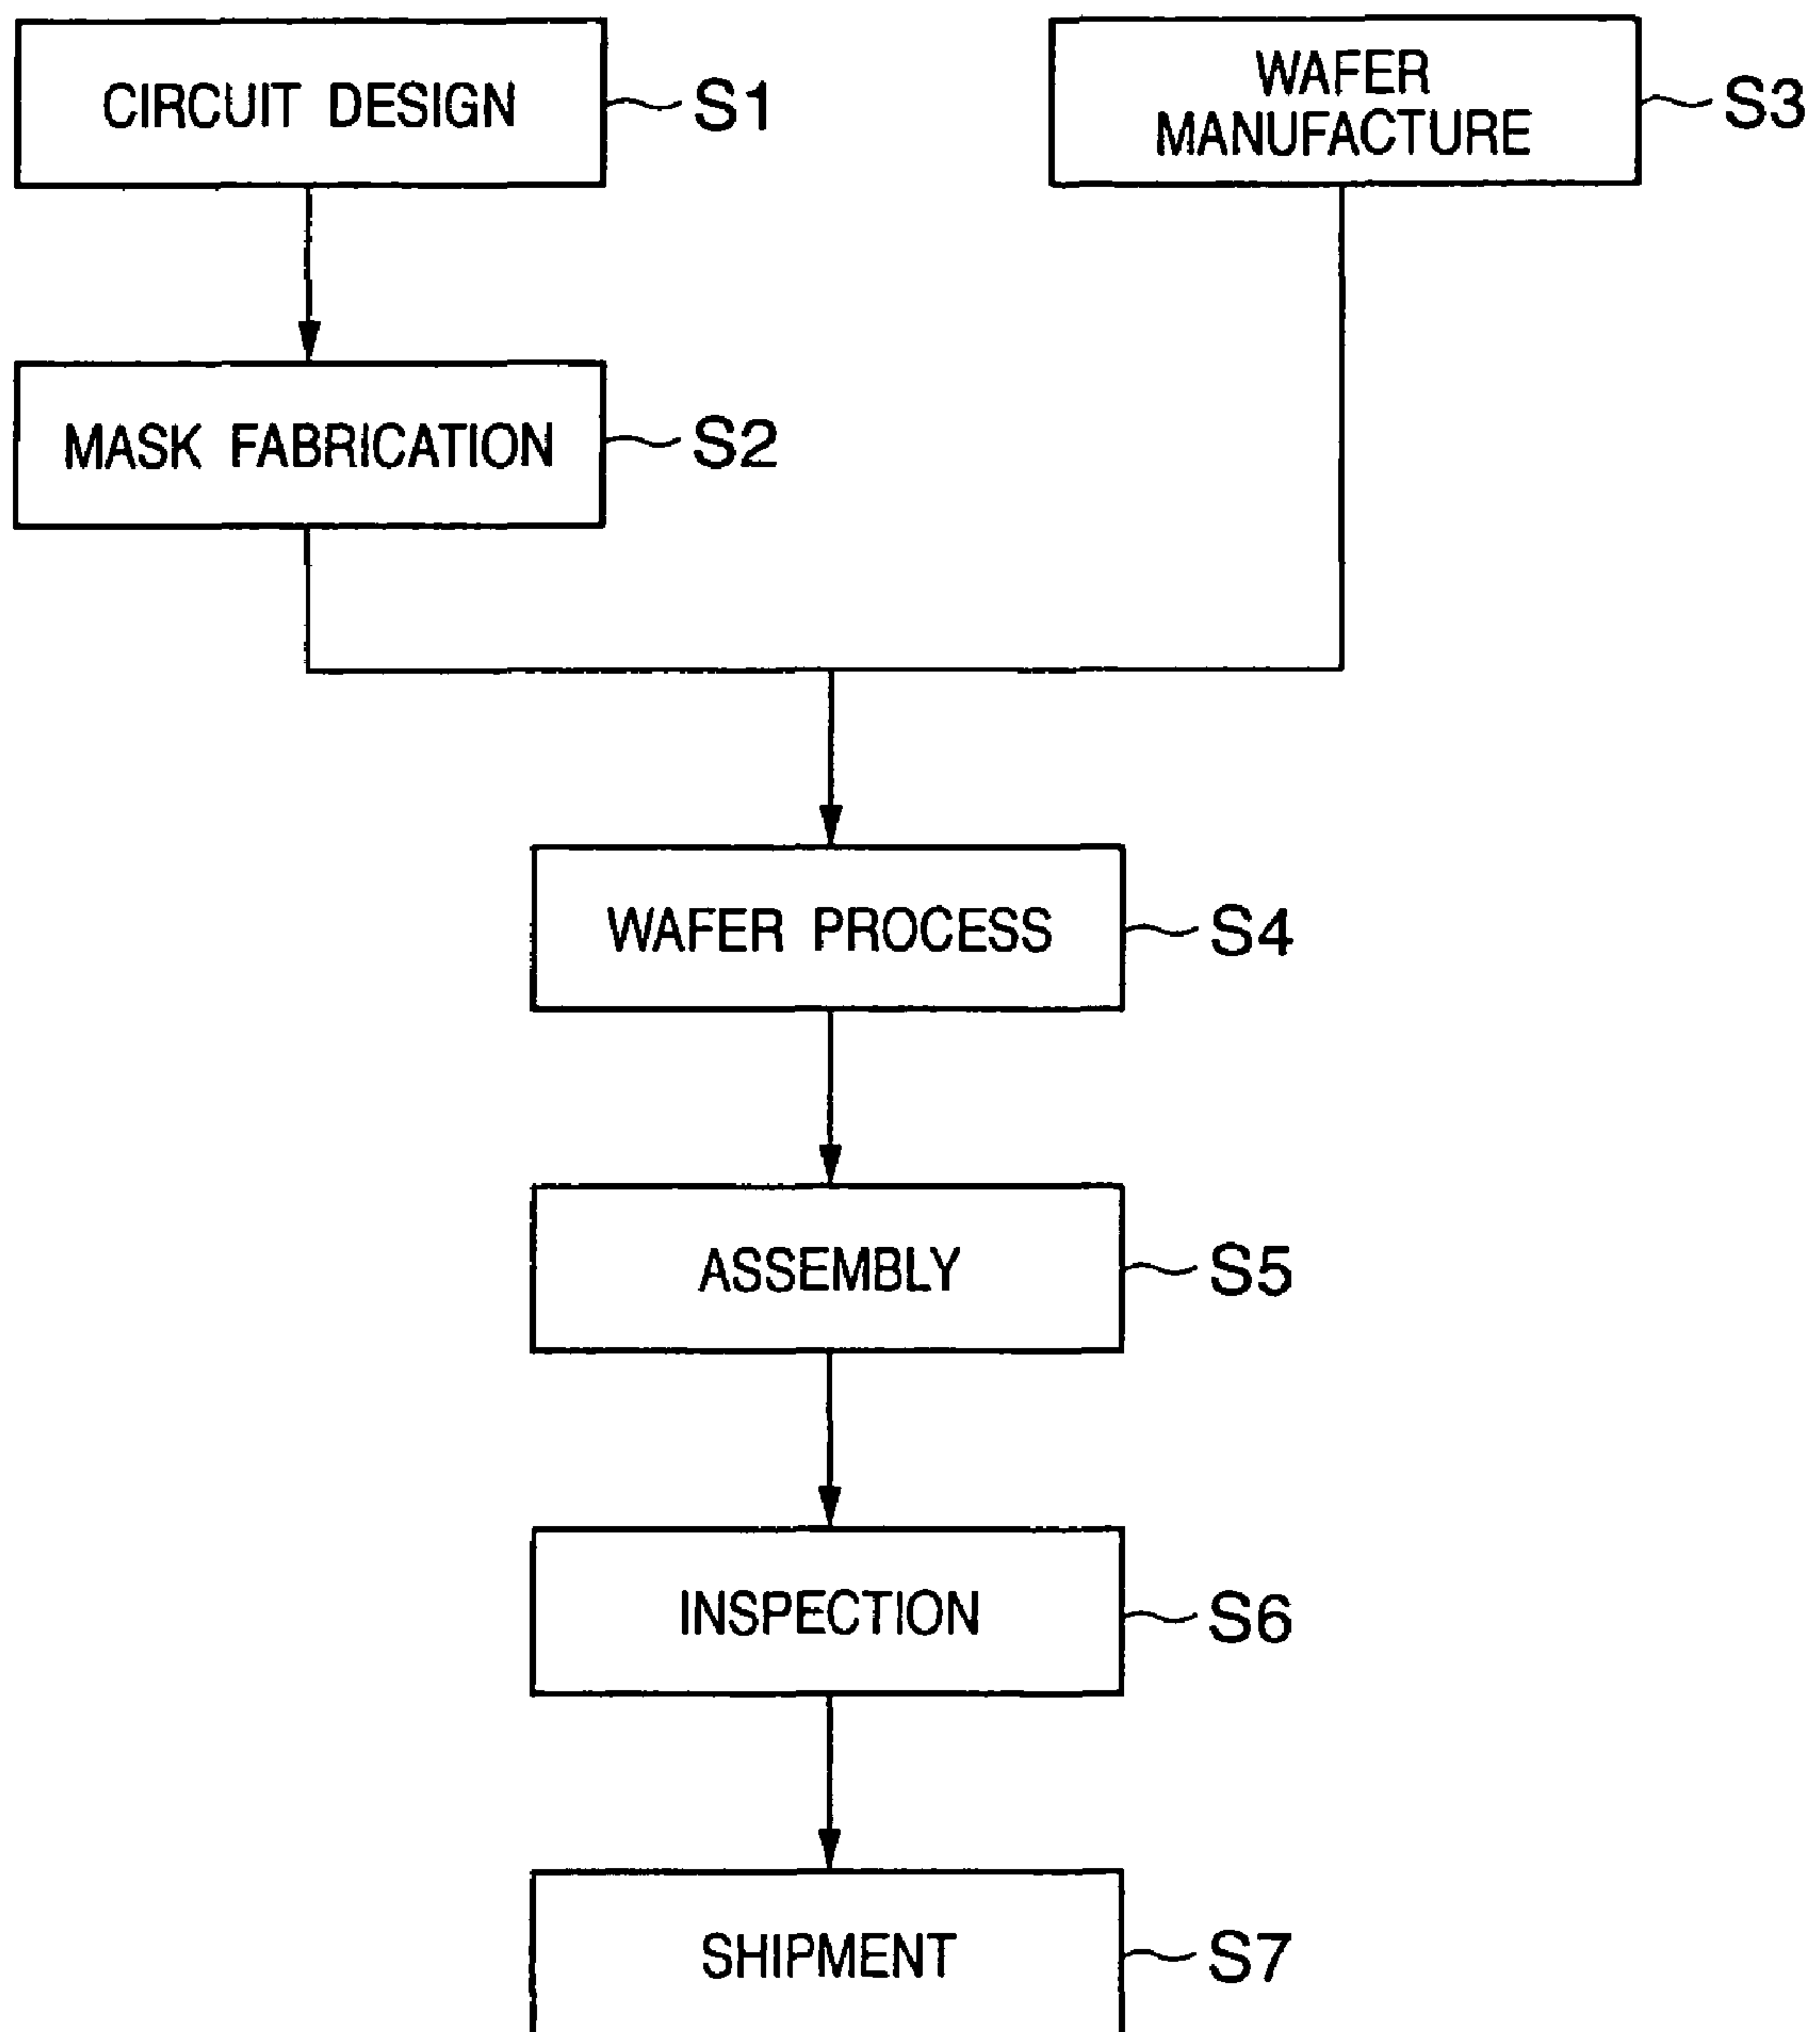 CIRCUIT DESIGN
S1
WAFER
MANUFACTURE
S3
MASK FABRICATION
S2
WAFER PROCESS
S4
ASSEMBLY
S5
INSPECTION
S6
SHIPMENT
S7